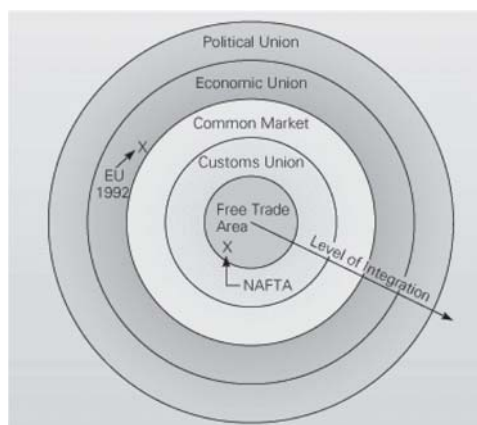 Political Union
Economic Union
Common Market
X
EU
1992
Customs Union
Free Trade
Area
X
NAFTA
Level of Integration